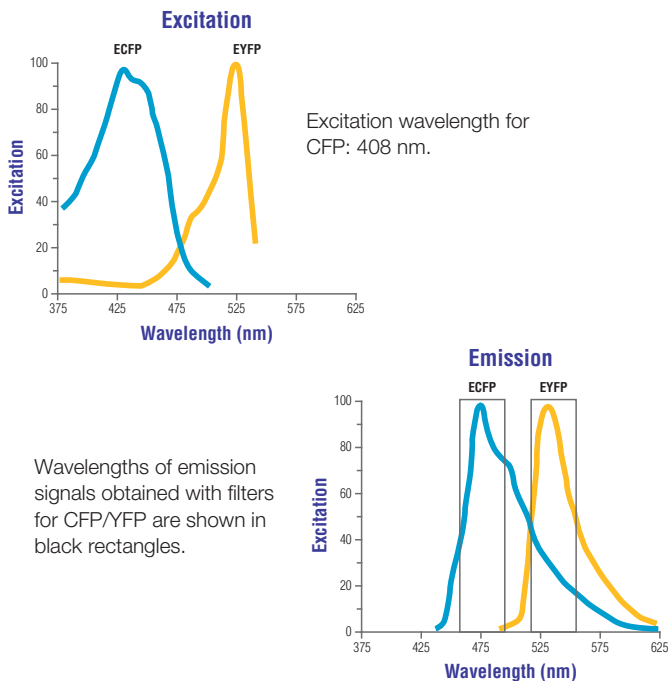 Excitation
ECFP EYFP
100
80
60
40
20
0
Excitation
375 425 475 525 575 625
Wavelength (nm)
Excitation wavelength for
CFP: 408 nm.
Emission
ECFP EYFP
100
80
60
40
20
0
Excitation
375 425 475 525 575 625
Wavelength (nm)
Wavelengths of emission
signals obtained with filters
for CFP/YFP are shown in
black rectangles.